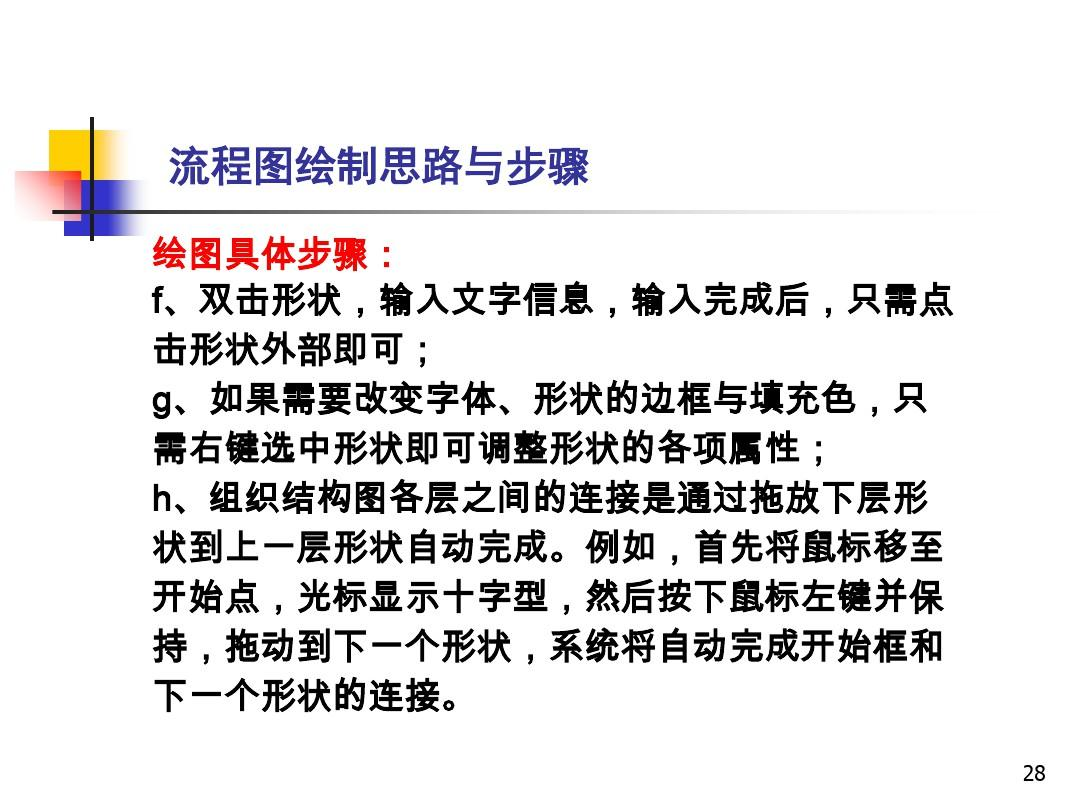 流程图绘制思路与步骤
绘图具体步骤：
f、双击形状，输入文字信息，输入完成后，只需点
击形状外部即可；
g、如果需要改变字体、形状的边框与填充色，只
需右键选中形状即可调整形状的各项属性；
h、组织结构图各层之间的连接是通过拖放下层形
状到上一层形状自动完成。例如，首先将鼠标移至
开始点，光标显示十字型，然后按下鼠标左键并保
持，拖动到下一个形状，系统将自动完成开始框和
下一个形状的连接。
28